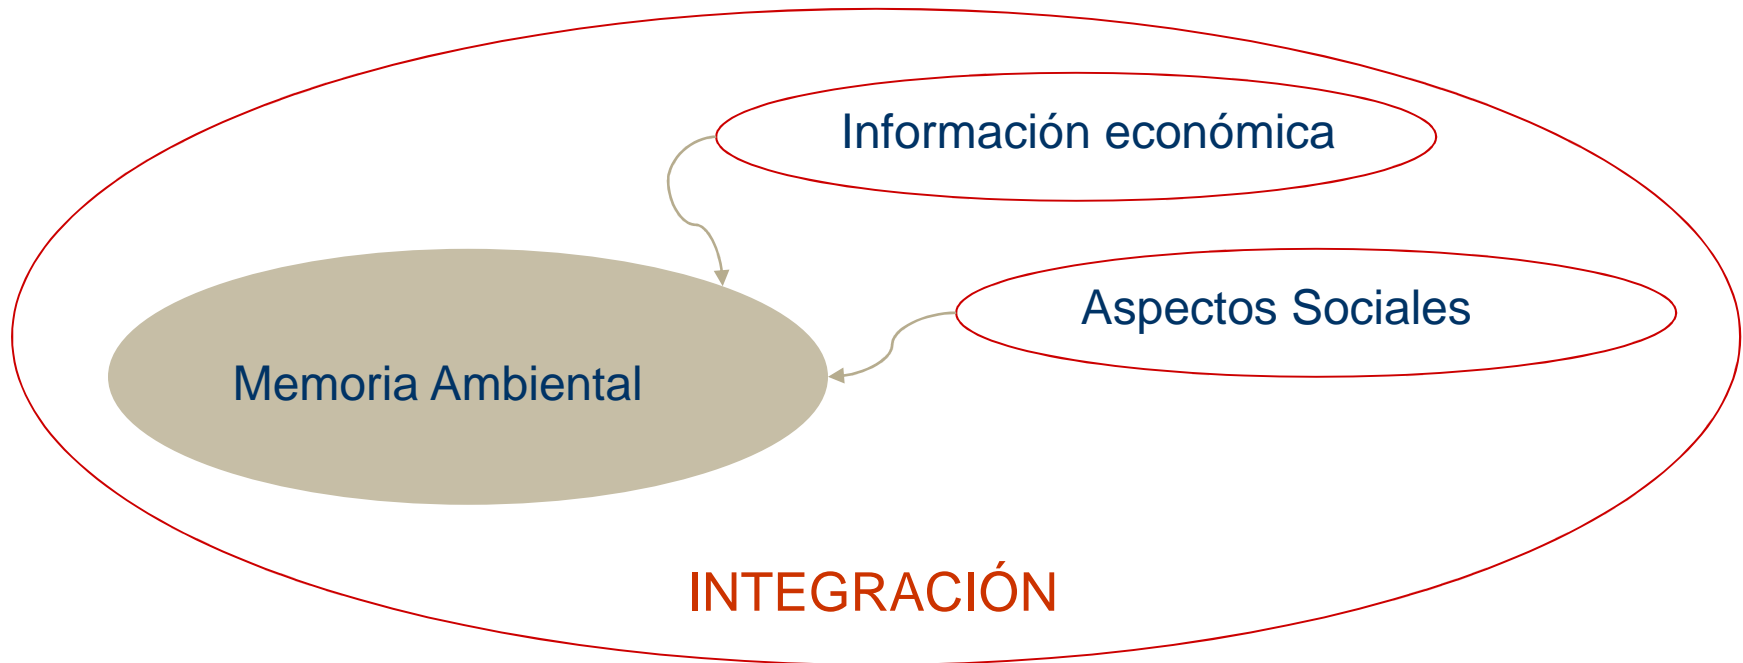 Información económica
Aspectos Sociales
Memoria Ambiental
INTEGRACIÓN